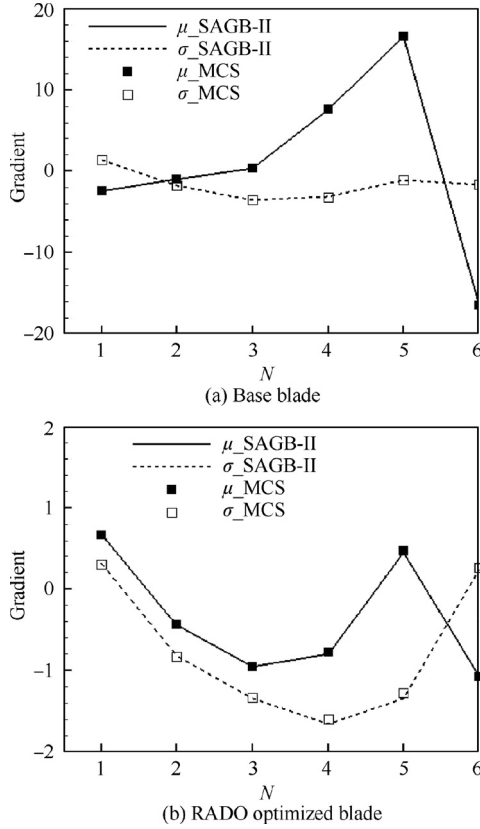 20
10
0
−10
−20
Gradient
μ_SAGB-II
σ_SAGB-II
μ_MCS
σ_MCS
1 2 3 4 5 6
N
(a) Base blade
2
1
0
−1
−2
Gradient
μ_SAGB-II
σ_SAGB-II
μ_MCS
σ_MCS
1 2 3 4 5 6
N
(b) RADO optimized blade